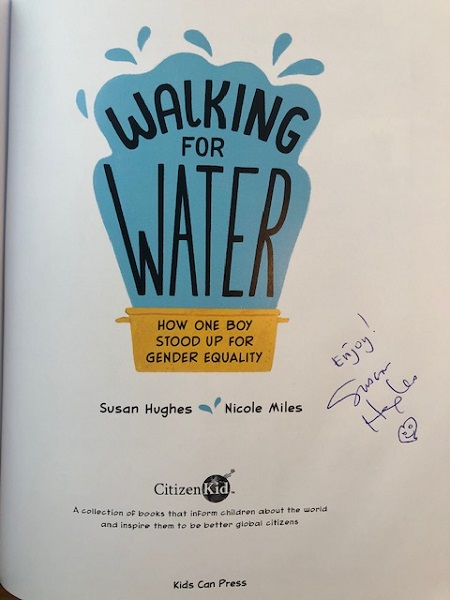 WALKING
FOR
WATER
HOW ONE BOY
STOOD UP FOR
GENDER EQUALITY
Enjoy!
Susan
Hughes
Susan Hughes Nicole Miles
CitizenKid™
A collection of books that inform children about the world
and inspire them to be better global citizens
Kids Can Press